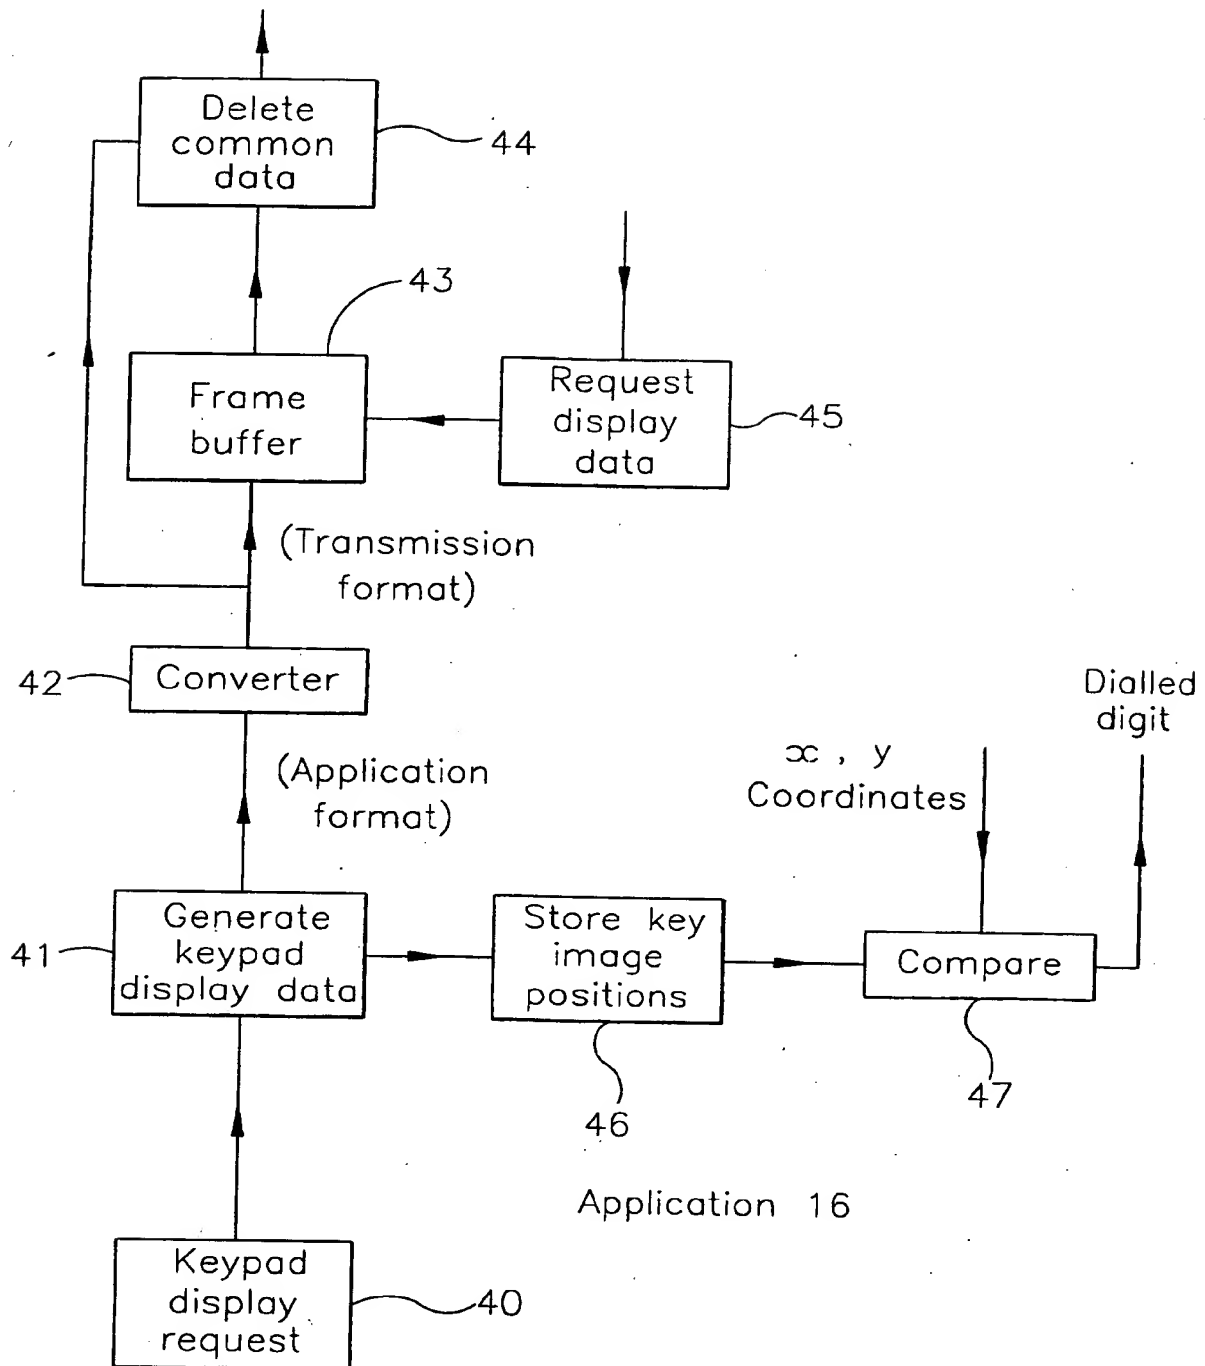 Delete
common
data
44
43
Frame
buffer
Request
display
data
45
(Transmission
format)
42
Converter
Dialled
digit
x , y
Coordinates
(Application
format)
41
Generate
keypad
display data
Store key
image
positions
Compare
46
47
Application 16
Keypad
display
request
40